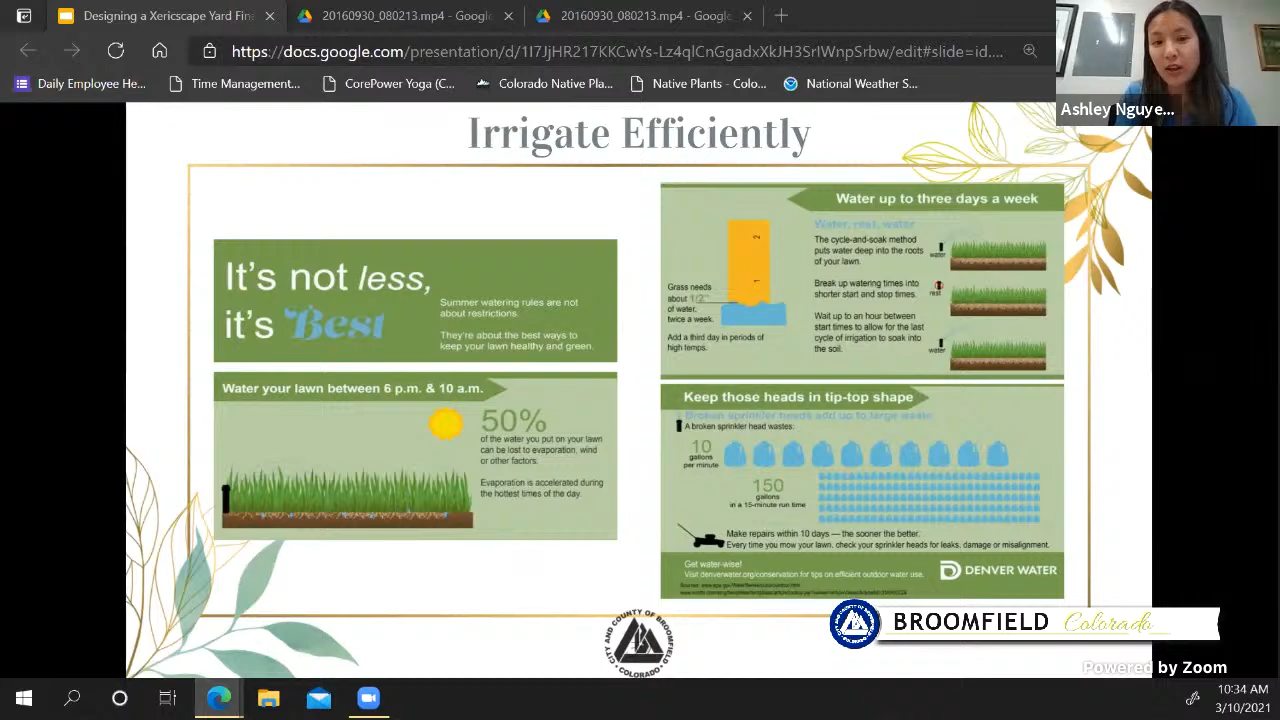 Designing a Xericscape Yard Fin
20160930_080213.mp4 - Google
https://docs.google.com/presentation/d/
Daily Employee He...
Time Management...
CorePower Yoga (C...
Colorado Native Pla...
Native Plants - Colo...
National Weather S...
Ashley Nguye...
Irrigate Efficiently
It's not less,
it's Best
Summer watering rules are not
about restrictions.
They're about the best ways to
keep your lawn healthy and green.
Water your lawn between 6 p.m. & 10 a.m.
50%
of the water you put on your lawn
can be lost to evaporation, wind
or other factors.
Evaporation is accelerated during
the hottest times of the day.
Water up to three days a week
2
1
Grass needs
about 1/2"
of water,
twice a week.
Add a third day in periods of
high temps.
Water, rest, water
The cycle-and-soak method
puts water deep into the roots
of your lawn.
Break up watering times into
shorter start and stop times.
Wait up to an hour between
start times to allow for the last
cycle of irrigation to soak into
the soil.
water
rest
water
Keep those heads in tip-top shape
Broken sprinkler heads add up to large waste
A broken sprinkler head wastes:
10
gallons
per minute
150
gallons
in a 15-minute run time
Make repairs within 10 days — the sooner the better.
Every time you mow your lawn, check your sprinkler heads for leaks, damage or misalignment.
Get water-wise!
Visit denverwater.org/conservation for tips on efficient outdoor water use.
DENVER WATER
CITY AND COUNTY OF BROOMFIELD
COLORADO
BROOMFIELD Colorado
Powered by Zoom
10:34 AM
3/10/2021